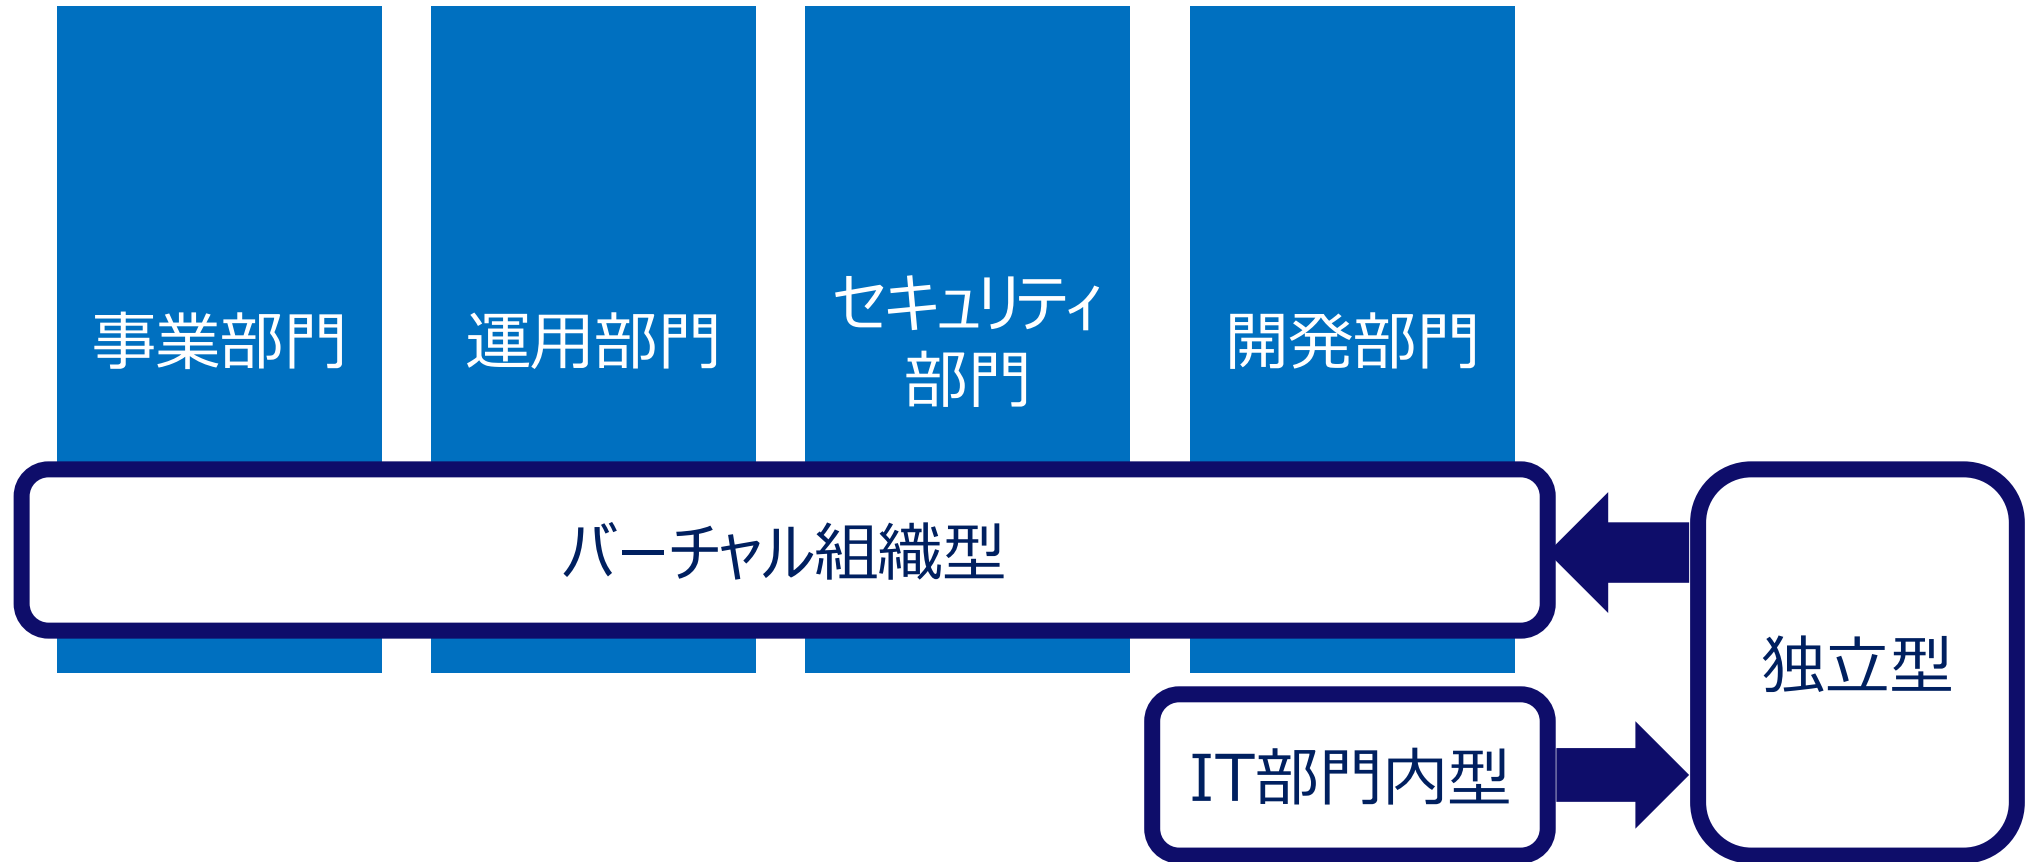 事業部門
運用部門
セキュリティ
部門
開発部門
バーチャル組織型
独立型
IT部門内型